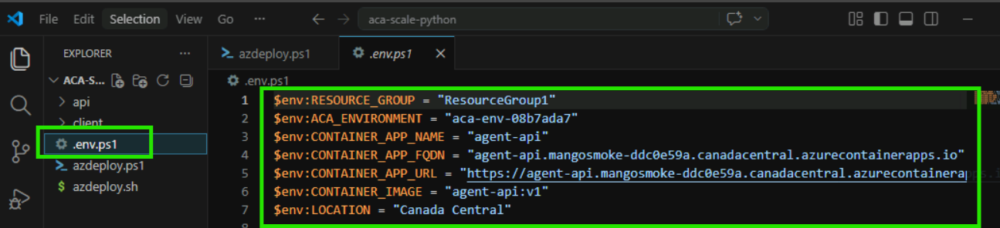 File Edit Selection View Go ... aca-scale-python
EXPLORER ...
ACA-S...
api
client
.env.ps1
azdeploy.ps1
azdeploy.sh
azdeploy.ps1 .env.ps1
.env.ps1
1 $env:RESOURCE_GROUP = "ResourceGroup1"
2 $env:ACA_ENVIRONMENT = "aca-env-08b7ada7"
3 $env:CONTAINER_APP_NAME = "agent-api"
4 $env:CONTAINER_APP_FQDN = "agent-api.mangosmoke-ddc0e59a.canadacentral.azurecontainerapps.io"
5 $env:CONTAINER_APP_URL = "https://agent-api.mangosmoke-ddc0e59a.canadacentral.azurecontainerapps.i
6 $env:CONTAINER_IMAGE = "agent-api:v1"
7 $env:LOCATION = "Canada Central"
8